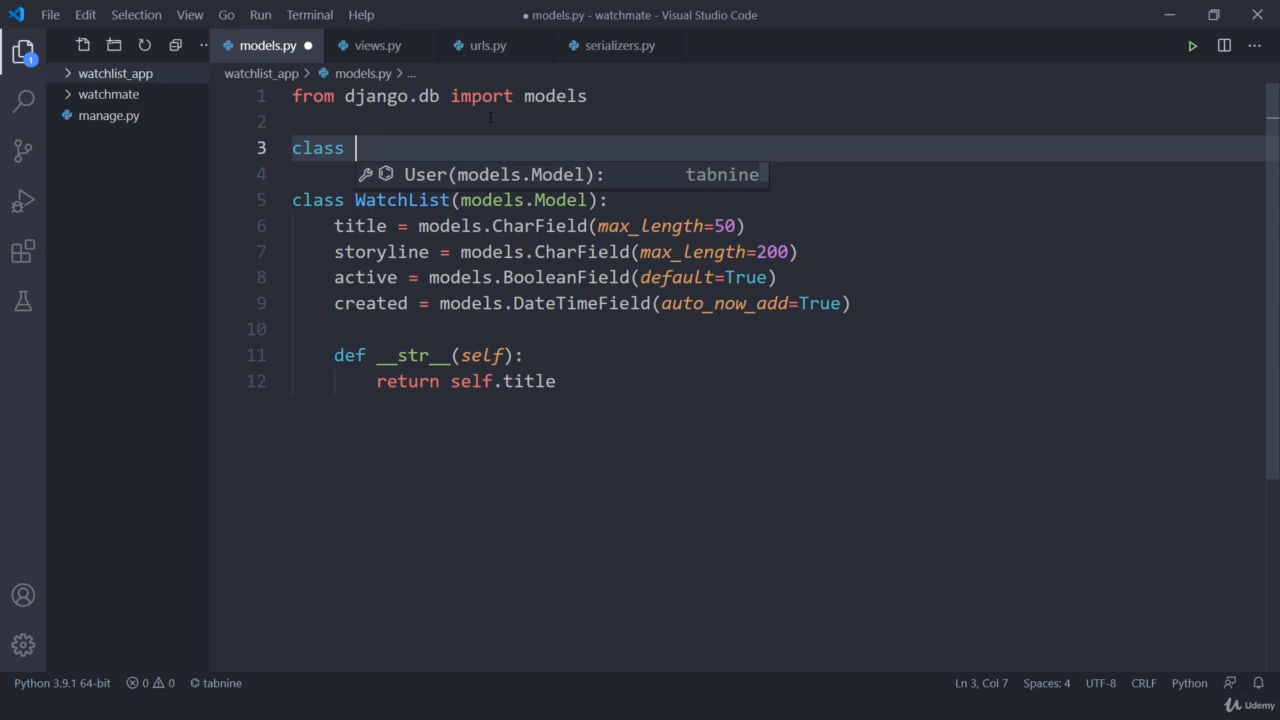 File Edit Selection View Go Run Terminal Help ● models.py - watchmate - Visual Studio Code
models.py ● views.py urls.py serializers.py
watchlist_app > models.py > ...
1
> watchlist_app
> watchmate
manage.py
1 from django.db import models
2
3 class
User(models.Model): tabnine
4
5 class WatchList(models.Model):
6 title = models.CharField(max_length=50)
7 storyline = models.CharField(max_length=200)
8 active = models.BooleanField(default=True)
9 created = models.DateTimeField(auto_now_add=True)
10
11 def __str__(self):
12 return self.title
Python 3.9.1 64-bit 0 0 tabnine Ln 3, Col 7 Spaces: 4 UTF-8 CRLF Python
Udemy